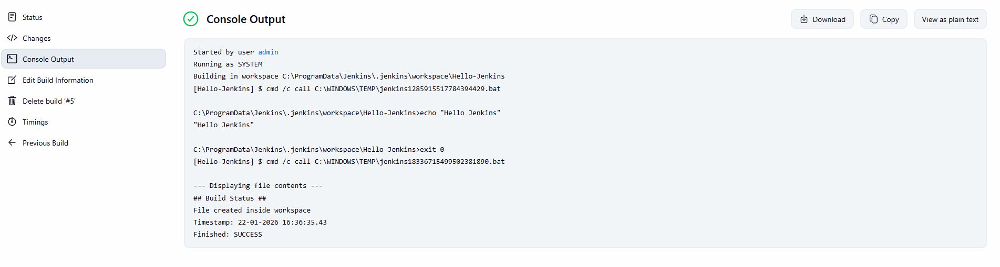 Status
Changes
Console Output
Edit Build Information
Delete build ‘#5’
Timings
Previous Build
Console Output
Download
Copy
View as plain text
Started by user admin
Running as SYSTEM
Building in workspace C:\ProgramData\Jenkins\.jenkins\workspace\Hello-Jenkins
[Hello-Jenkins] $ cmd /c call C:\WINDOWS\TEMP\jenkins1285915517784394429.bat
C:\ProgramData\Jenkins\.jenkins\workspace\Hello-Jenkins>echo "Hello Jenkins"
"Hello Jenkins"
C:\ProgramData\Jenkins\.jenkins\workspace\Hello-Jenkins>exit 0
[Hello-Jenkins] $ cmd /c call C:\WINDOWS\TEMP\jenkins18336715499502381890.bat
--- Displaying file contents ---
## Build Status ##
File created inside workspace
Timestamp: 22-01-2026 16:36:35.43
Finished: SUCCESS